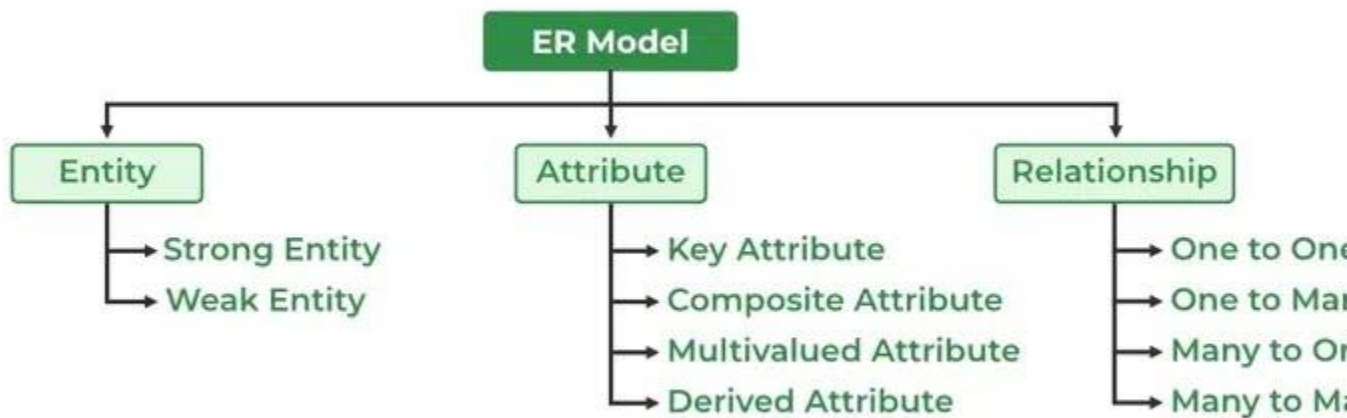 ER Model
Entity
Attribute
Relationship
Strong Entity
Weak Entity
Key Attribute
Composite Attribute
Multivalued Attribute
Derived Attribute
One to One
One to
Many to
Many to